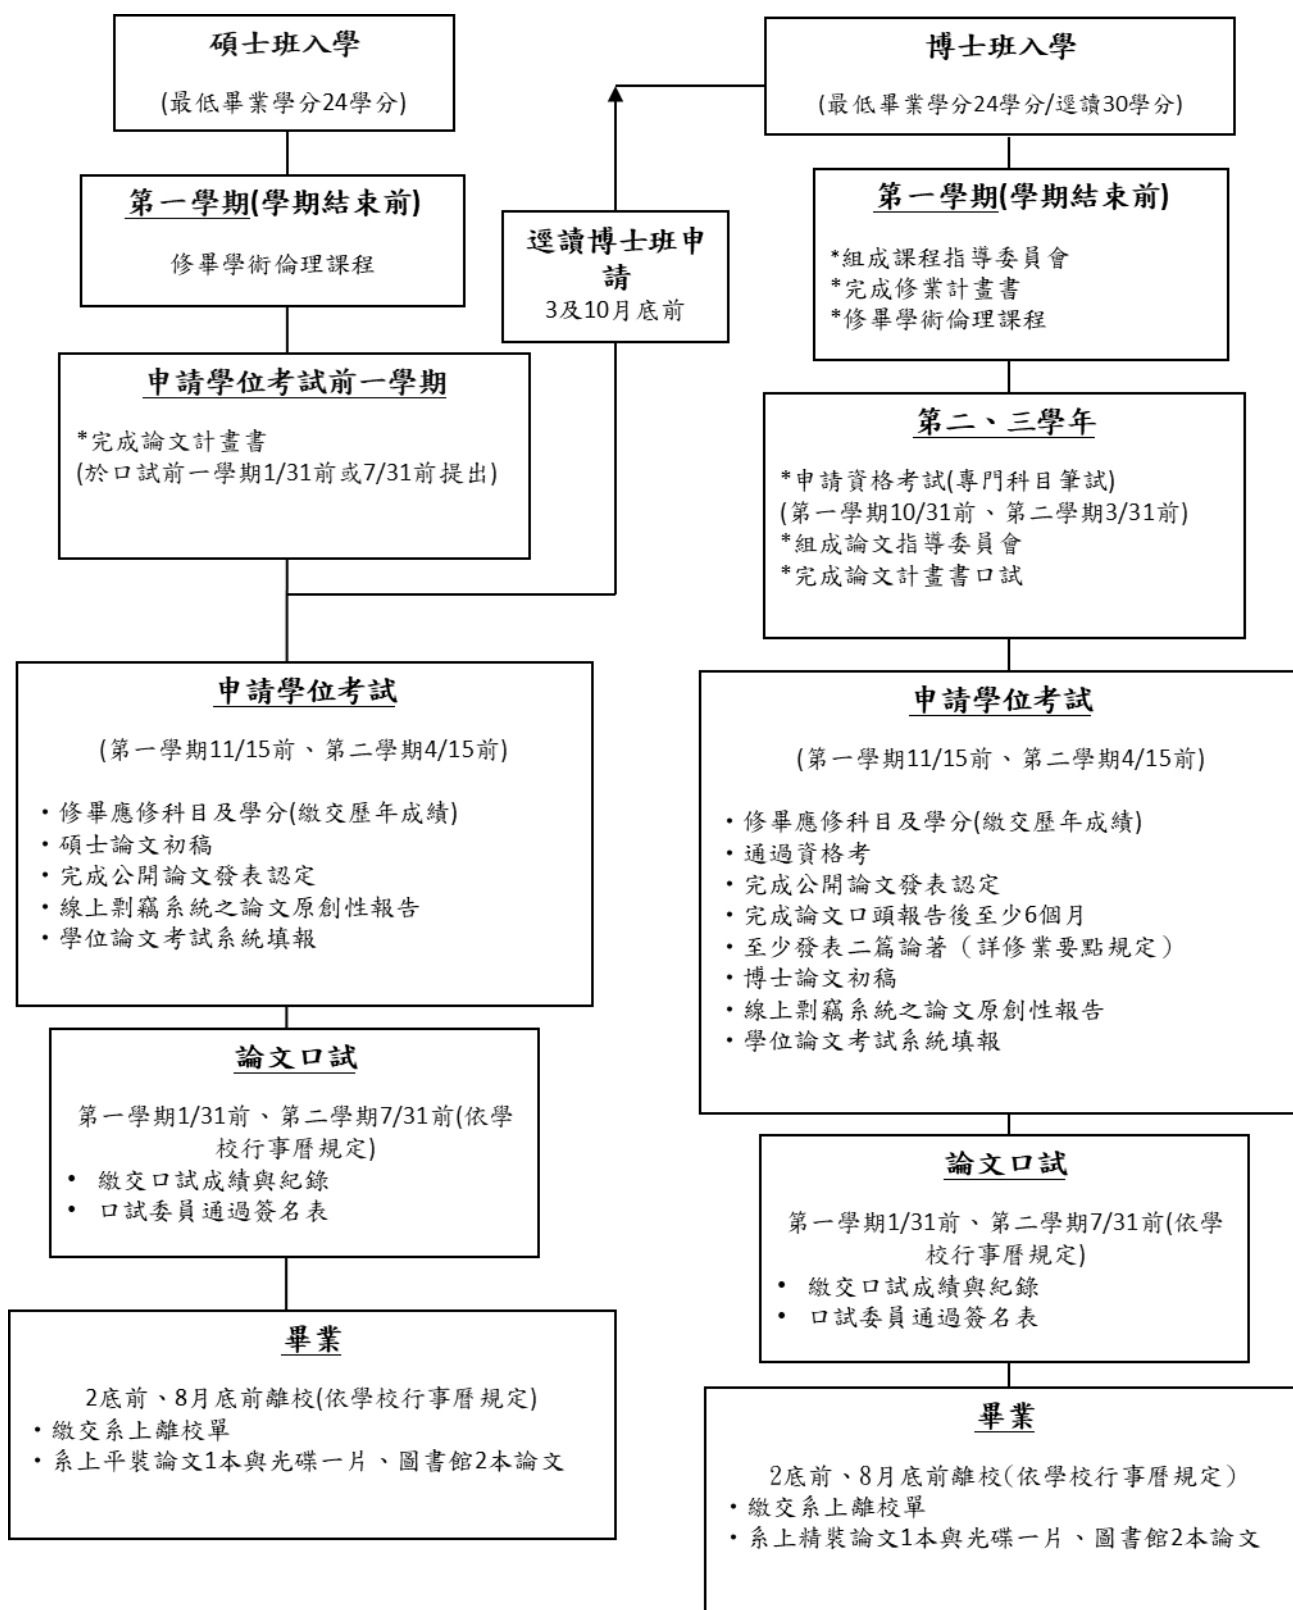 碩士班入學
(最低畢業學分24學分)
第一學期(學期結束前)
修畢學術倫理課程
申請學位考試前一學期
*完成論文計畫書
(於口試前一學期1/31前或7/31前提出)
逕讀博士班申
請
3及10月底前
申請學位考試
(第一學期11/15前、第二學期4/15前)
・修畢應修科目及學分(繳交歷年成績)
・碩士論文初稿
・完成公開論文發表認定
・線上剽竊系統之論文原創性報告
・學位論文考試系統填報
論文口試
第一學期1/31前、第二學期7/31前(依學
校行事曆規定)
• 繳交口試成績與紀錄
• 口試委員通過簽名表
畢業
2底前、8月底前離校(依學校行事曆規定)
・繳交系上離校單
・系上平裝論文1本與光碟一片、圖書館2本論文
博士班入學
(最低畢業學分24學分/逕讀30學分)
第一學期(學期結束前)
*組成課程指導委員會
*完成修業計畫書
*修畢學術倫理課程
第二、三學年
*申請資格考試(專門科目筆試)
(第一學期10/31前、第二學期3/31前)
*組成論文指導委員會
*完成論文計畫書口試
申請學位考試
(第一學期11/15前、第二學期4/15前)
・修畢應修科目及學分(繳交歷年成績)
・通過資格考
・完成公開論文發表認定
・完成論文口頭報告後至少6個月
・至少發表二篇論著（詳修業要點規定）
・博士論文初稿
・線上剽竊系統之論文原創性報告
・學位論文考試系統填報
論文口試
第一學期1/31前、第二學期7/31前(依學
校行事曆規定)
• 繳交口試成績與紀錄
• 口試委員通過簽名表
畢業
2底前、8月底前離校(依學校行事曆規定)
・繳交系上離校單
・系上精裝論文1本與光碟一片、圖書館2本論文